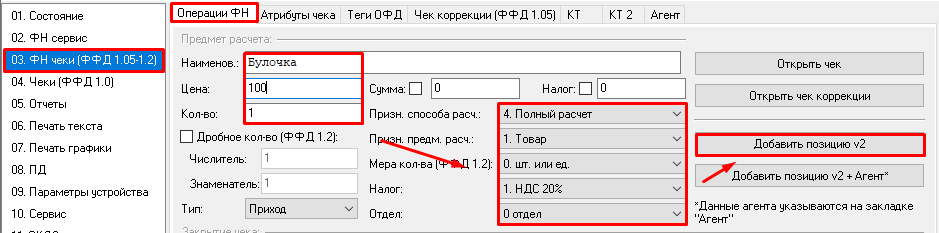 01. Состояние
02. ФН сервис
03. ФН чеки (ФФД 1.05-1.2)
04. Чеки (ФФД 1.0)
05. Отчеты
06. Печать текста
07. Печать графики
08. ПД
09. Параметры устройства
10. Сервис
Операции ФН
Атрибуты чека
Теги ОФД
Чек коррекции (ФФД 1.05)
КТ
КТ 2
Агент
Предмет расчета:
Наименов.: Булочка
Цена: 100 Сумма: 0 Налог: 0
Кол-во: 1 Призн. способа расч.: 4. Полный расчет
Дробное кол-во (ФФД 1.2): Призн. предм. расч.: 1. Товар
Числитель: 1 Мера кол-ва (ФФД 1.2): 0. шт. или ед.
Знаменатель: 1 Налог: 1. НДС 20%
Тип: Приход Отдел: 0 отдел
Закрытие чека:
Открыть чек
Открыть чек коррекции
Добавить позицию v2
Добавить позицию v2 + Агент*
*Данные агента указываются на закладке
"Агент"